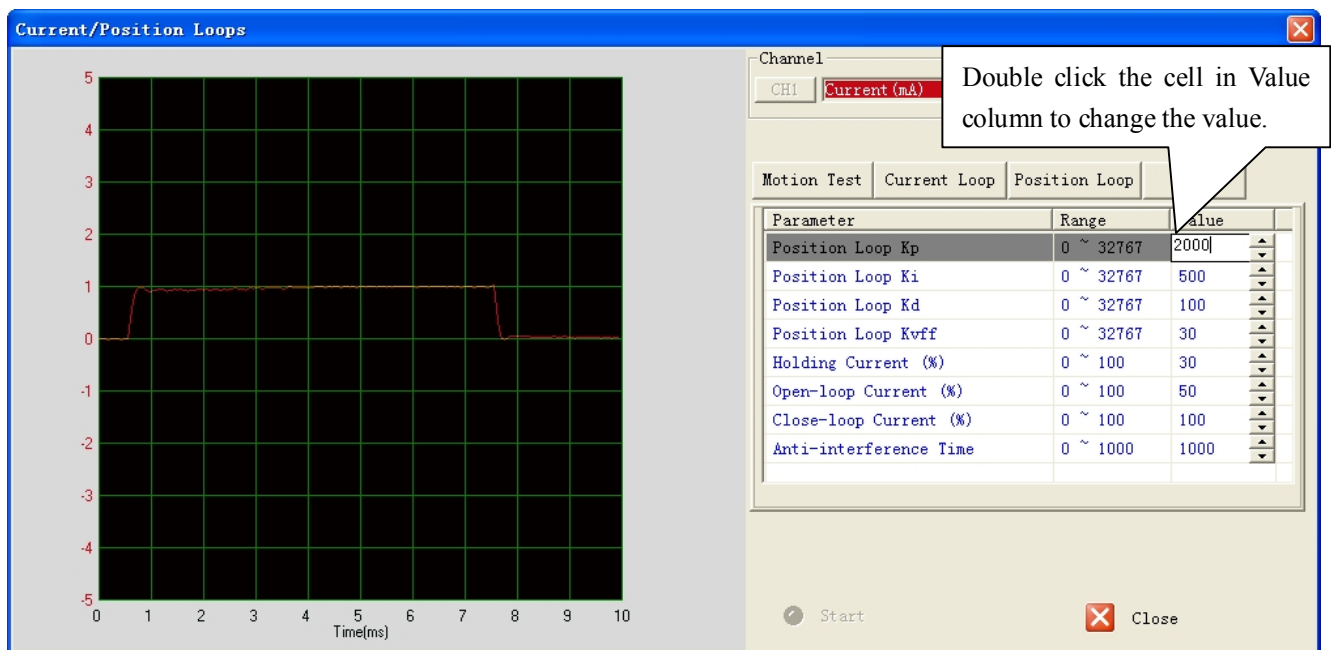 Current/Position Loops
Channel
CH1 Current(mA)
Double click the cell in Value
column to change the value.
Motion Test Current Loop Position Loop
Parameter Range Value
Position Loop Kp 0 ~ 32767 2000
Position Loop Ki 0 ~ 32767 500
Position Loop Kd 0 ~ 32767 100
Position Loop Kvff 0 ~ 32767 30
Holding Current (%) 0 ~ 100 30
Open-loop Current (%) 0 ~ 100 50
Close-loop Current (%) 0 ~ 100 100
Anti-interference Time 0 ~ 1000 1000
5
4
3
2
1
0
-1
-2
-3
-4
-5
0 1 2 3 4 5 6 7 8 9 10
Time(ms)
Start Close